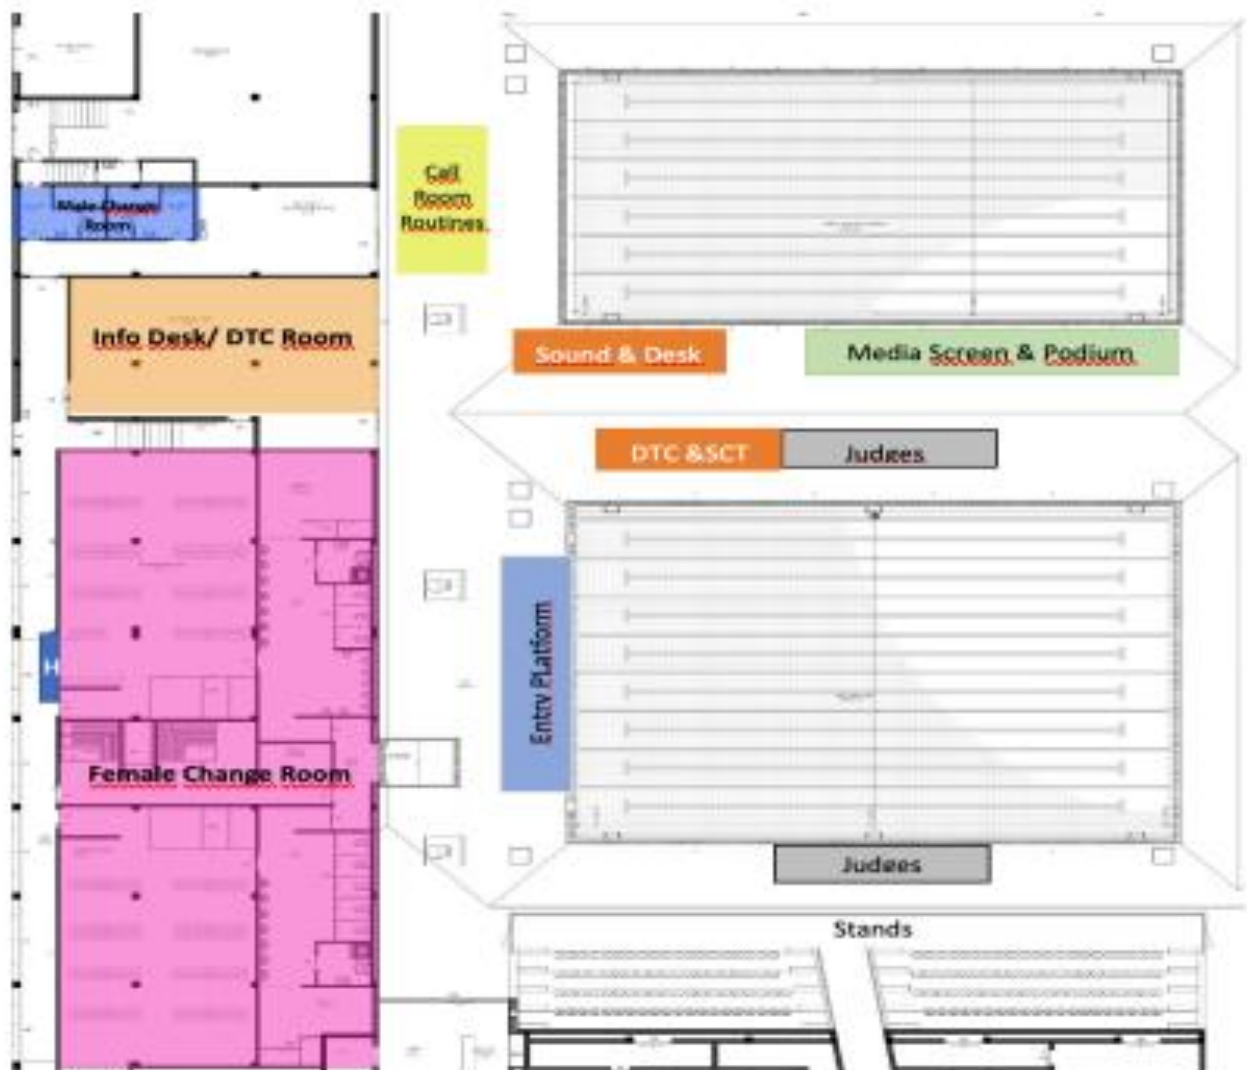 Call
Room
Routines
Male Change
Room
Info Desk/ DTC Room
Sound & Desk
Media Screen & Podium
DTC &SCT
Judges
Entry Platform
H
Female Change Room
Judges
Stands